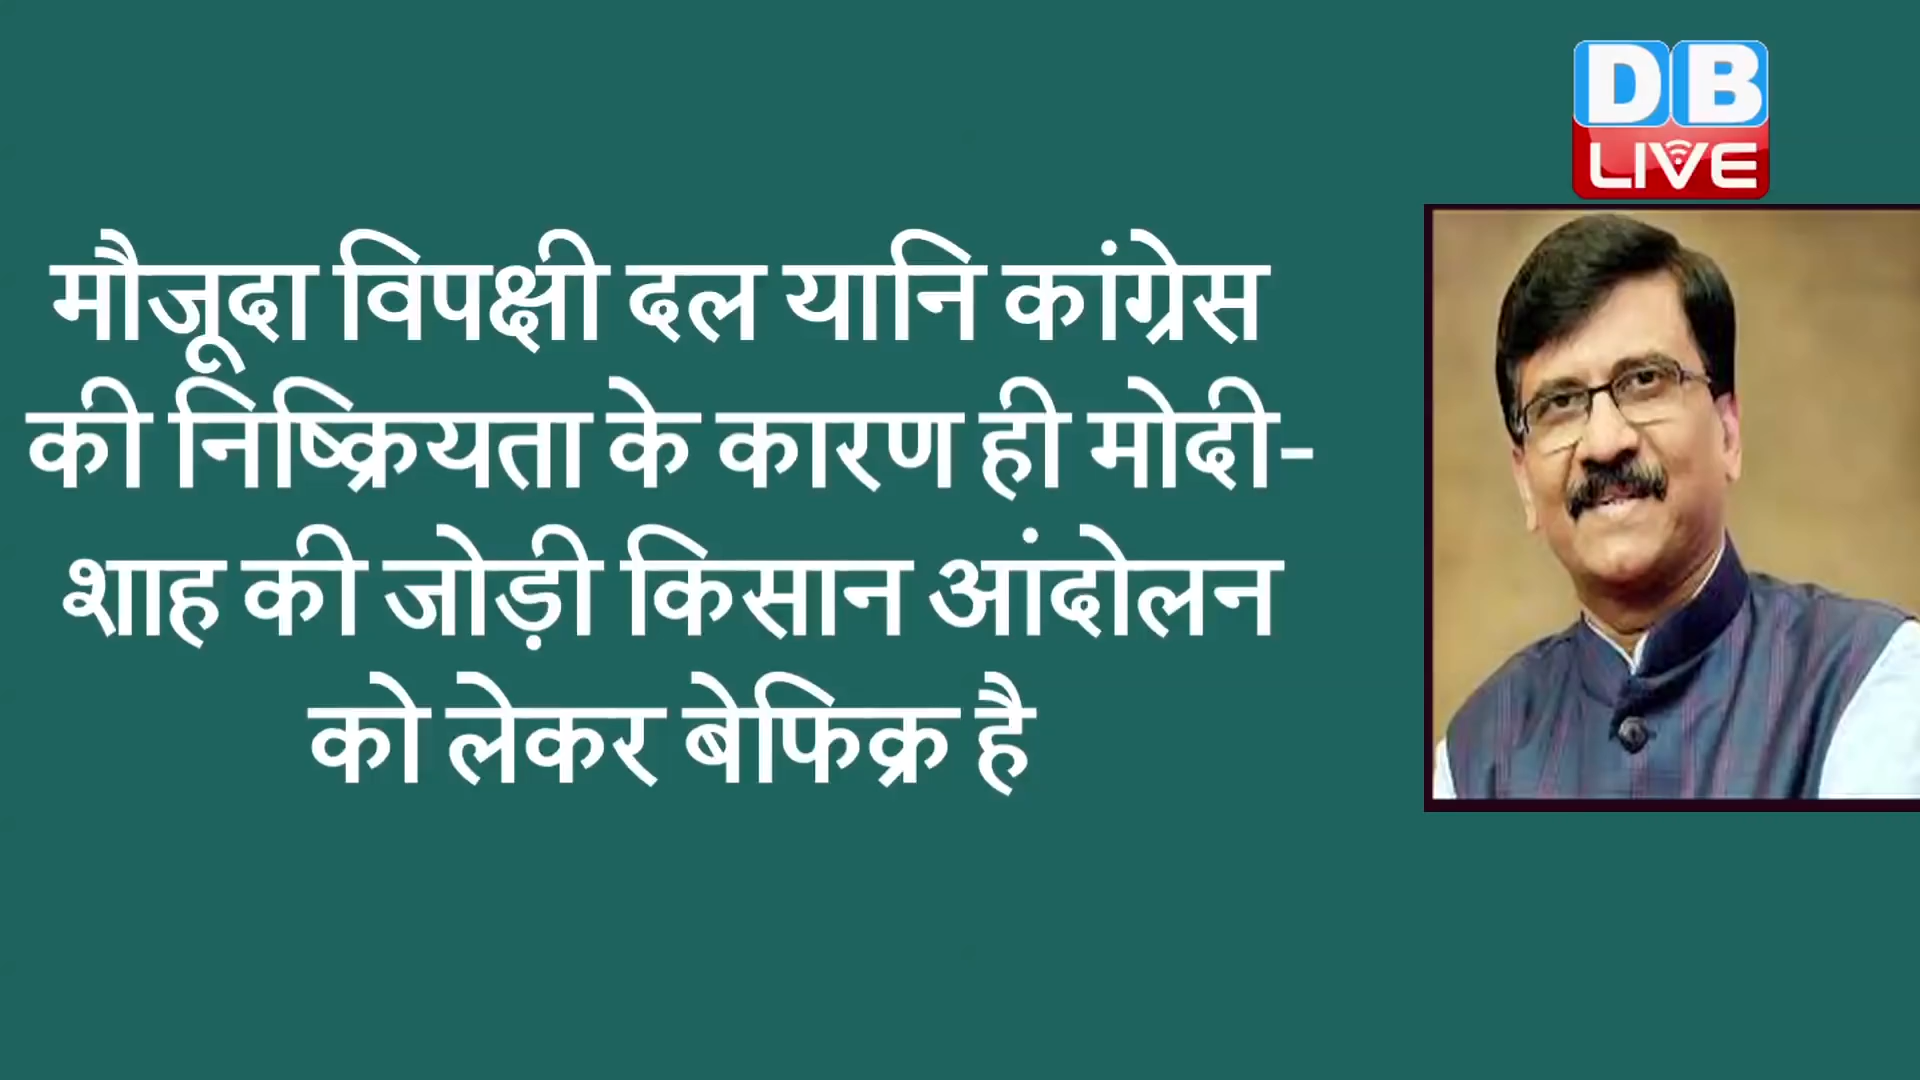 DB
LIVE
मौजूदा विपक्षी दल यानि कांग्रेस
की निष्क्रियता के कारण ही मोदी-
शाह की जोड़ी किसान आंदोलन
को लेकर बेफिक्र है